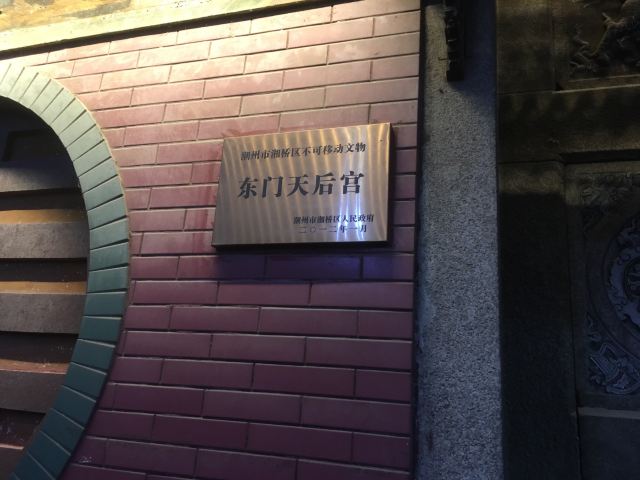 潮州市湘桥区不可移动文物
东门天后宫
潮州市湘桥区人民政府
二〇一二年一月